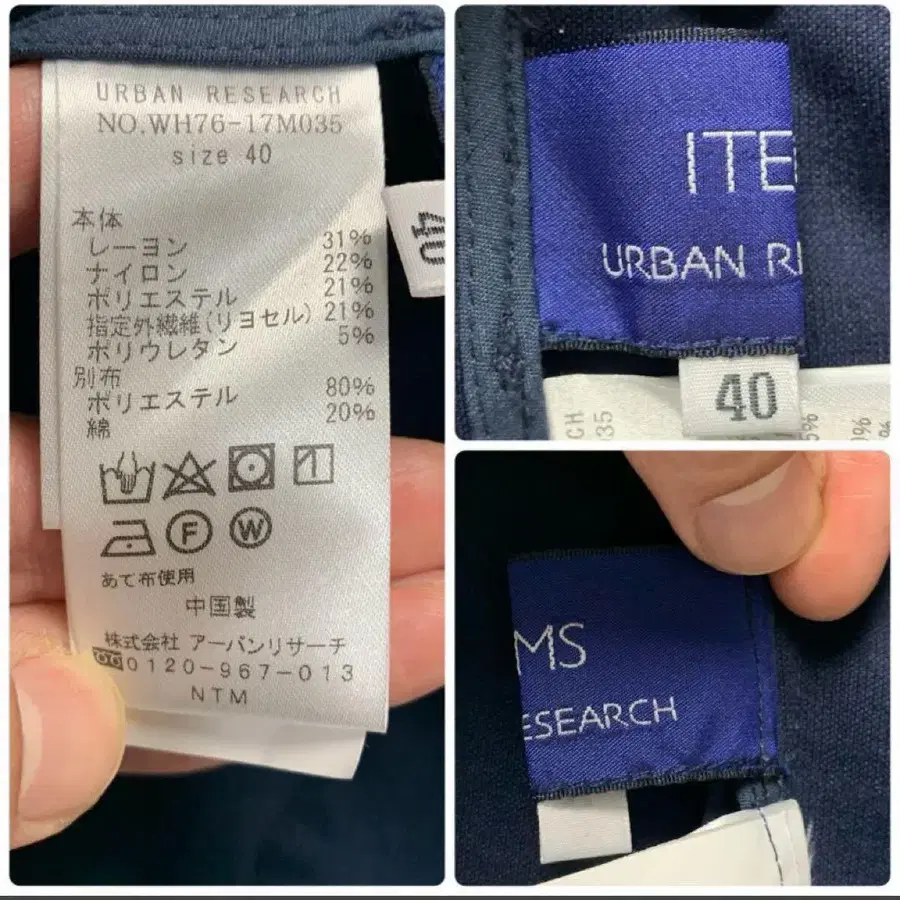 URBAN RESEARCH
NO.WH76-17M035
size 40
本体
レーヨン 31%
ナイロン 22%
ポリエステル 21%
指定外繊維(リヨセル) 21%
ポリウレタン 5%
別布
ポリエステル 80%
綿 20%
F W
あて布使用
中国製
株式会社 アーバンリサーチ
0120-967-013
NTM
40
ITE
URBAN R
40
CH
35
5%
0%
%
MS
ESEARCH